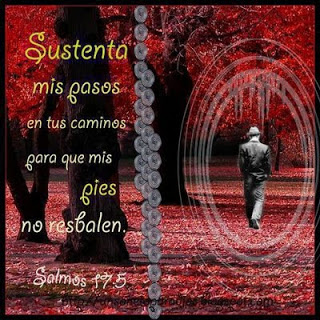 Sustenta
mis pasos
en tus caminos
para que mis
pies
no resbalen.
Salmos 17.5